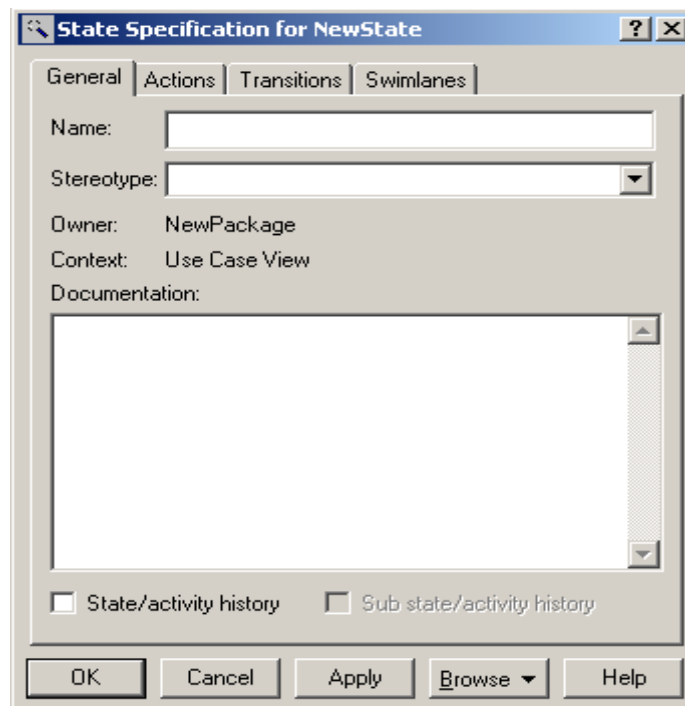 State Specification for NewState
General Actions Transitions Swimlanes
Name:
Stereotype:
Owner: NewPackage
Context: Use Case View
Documentation:
State/activity history Sub state/activity history
OK Cancel Apply Browse Help